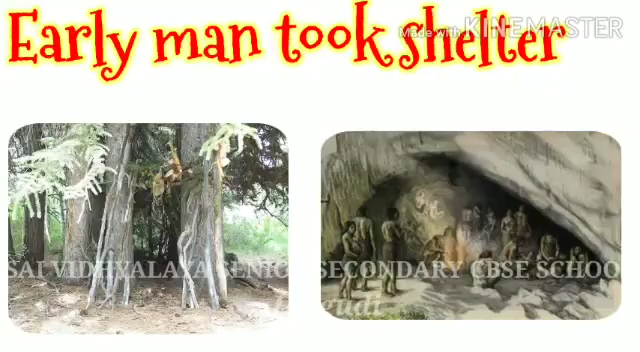 Early man took shelter
Made with KINEMASTER
SAI VIDHYALAYA SENIOR SECONDARY CBSE SCHOOL